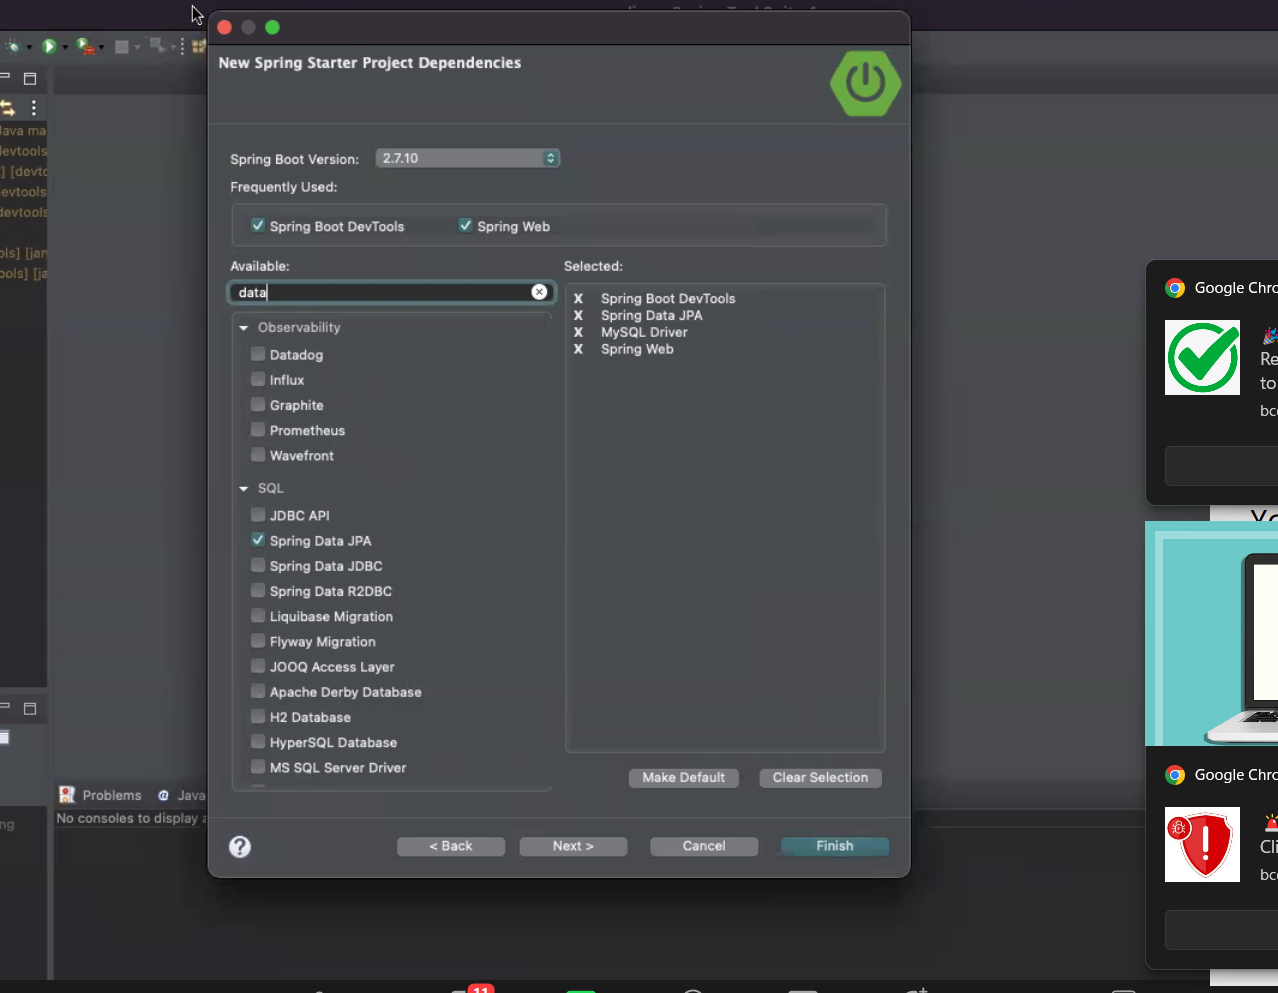 New Spring Starter Project Dependencies
Spring Boot Version: 2.7.10
Frequently Used:
Spring Boot DevTools Spring Web
Available: Selected:
data
Observability
Datadog
Influx
Graphite
Prometheus
Wavefront
SQL
JDBC API
Spring Data JPA
Spring Data JDBC
Spring Data R2DBC
Liquibase Migration
Flyway Migration
JOOQ Access Layer
Apache Derby Database
H2 Database
HyperSQL Database
MS SQL Server Driver
X Spring Boot DevTools
X Spring Data JPA
X MySQL Driver
X Spring Web
Make Default Clear Selection
? < Back Next > Cancel Finish
Java ma
devtools
] [devto
evtools
devtools
ols] [jar
ools] [ja
Problems @ Java
No consoles to display a
ng
Google Chro
Re
to
bc
Yo
Google Chro
Cli
bc
11